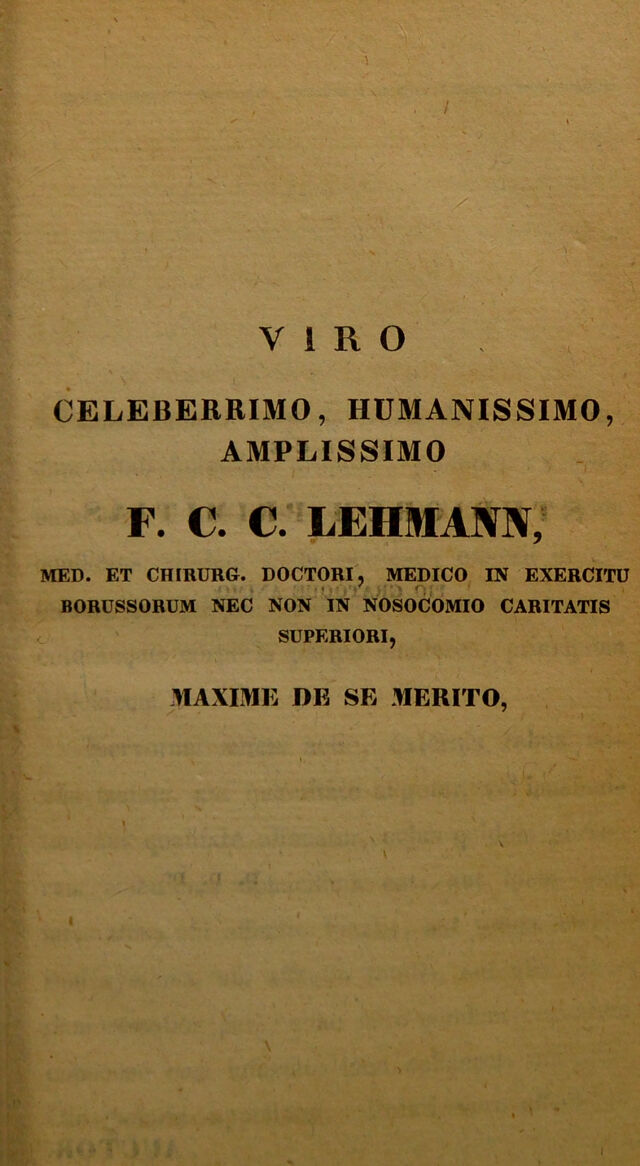 VIRO
CELEBERRIMO, HUMANISSIMO,
AMPLISSIMO
F. C. C. LEHMANN,
MED. ET CHIRURG. DOCTORI, MEDICO IN EXERCITU
BORUSSORUM NEC NON IN NOSOCOMIO CARITATIS
SUPERIORI,
MAXIME DE SE MERITO,